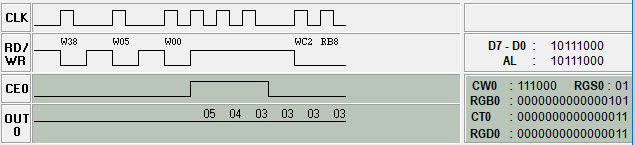 CLK
RD/
WR
W38 W05 W00 WC2 RB8
CE0
OUT
0
05 04 03 03 03 03
D7 - D0 : 10111000
AL : 10111000
CW0 : 111000 RGS0 : 01
RGB0 : 0000000000000101
CT0 : 0000000000000011
RGD0 : 0000000000000011